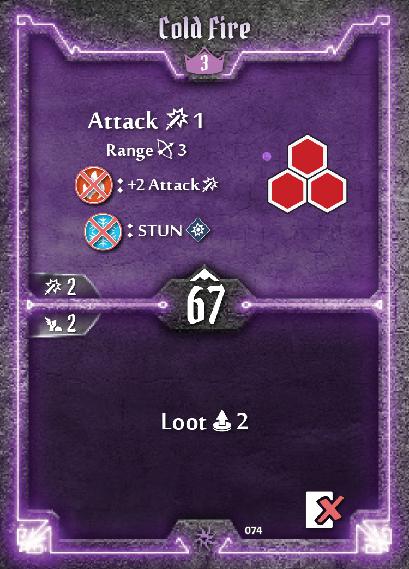 Cold Fire
3
Attack 1
Range 3
: +2 Attack
: STUN
2
67
2
Loot 2
074